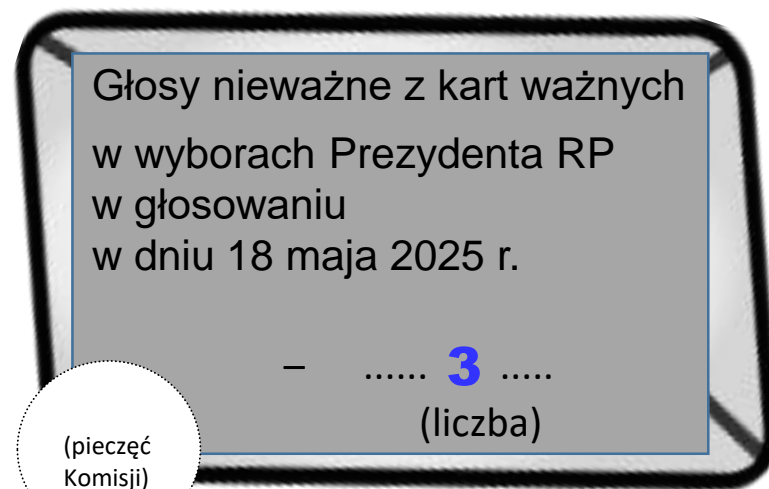 Głosy nieważne z kart ważnych
w wyborach Prezydenta RP
w głosowaniu
w dniu 18 maja 2025 r.
– ...... 3 .....
(liczba)
(pieczęć
Komisji)